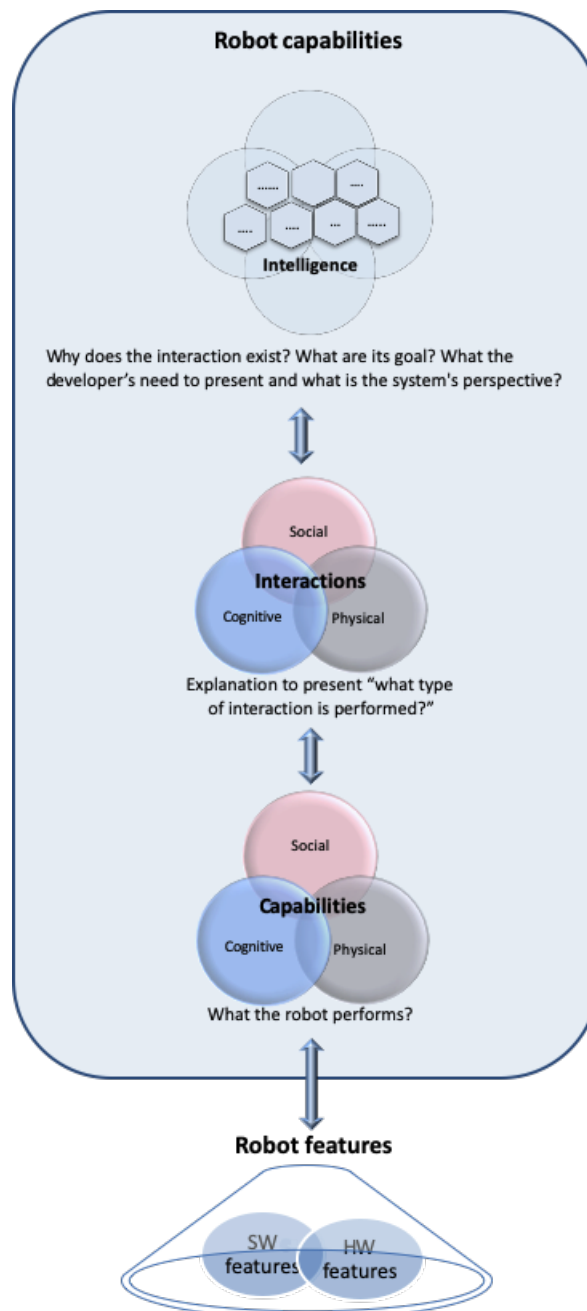 Robot capabilities
......
....
....
....
...
.....
Intelligence
Why does the interaction exist? What are its goal? What the
developer's need to present and what is the system's perspective?
Social
Interactions
Cognitive
Physical
Explanation to present “what type
of interaction is performed?”
Social
Capabilities
Cognitive
Physical
What the robot performs?
Robot features
SW
features
HW
features